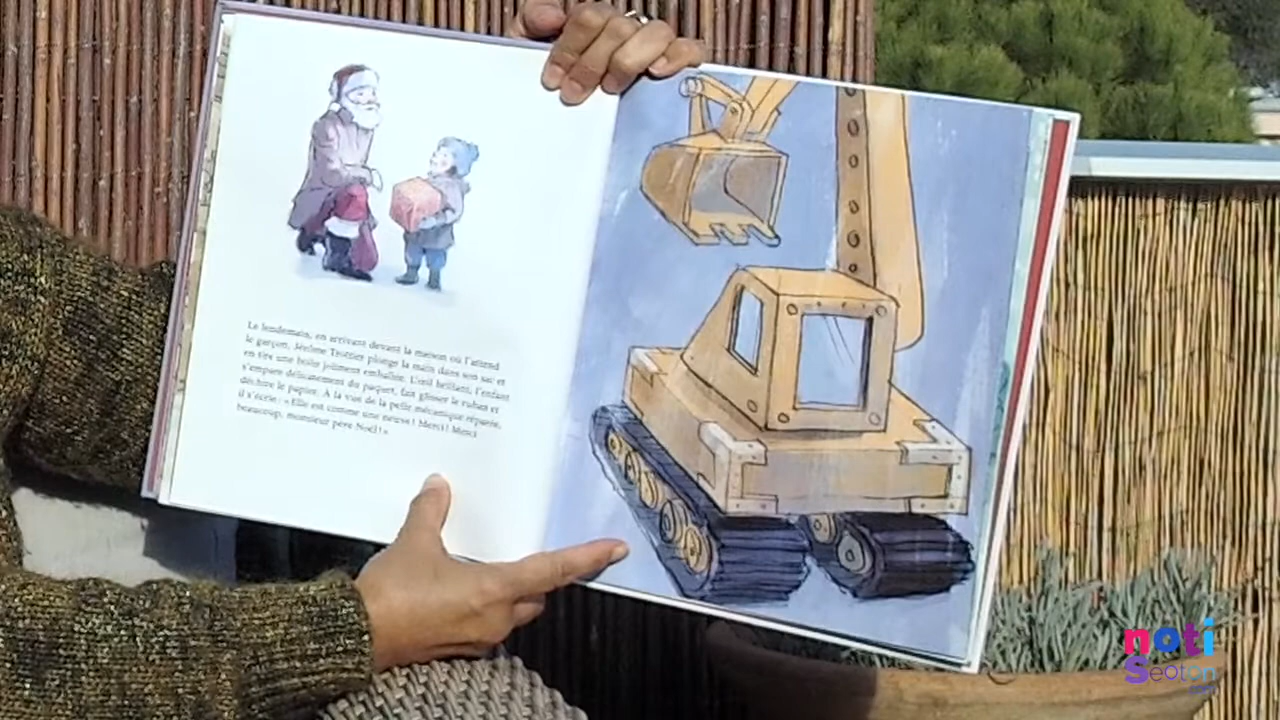 Le lendemain, en arrivant devant la maison où l'attend
le garçon, Jérôme Trottier plonge la main dans son sac et
en tire une boîte joliment emballée. L'œil brillant, l'enfant
s'empare délicatement du paquet, fait glisser le ruban et
déchire le papier. À la vue de la pelle mécanique réparée,
il s'écrie : « Elle est comme une neuve ! Merci ! Merci
beaucoup, monsieur père Noël ! »
noti
Seoton
.com